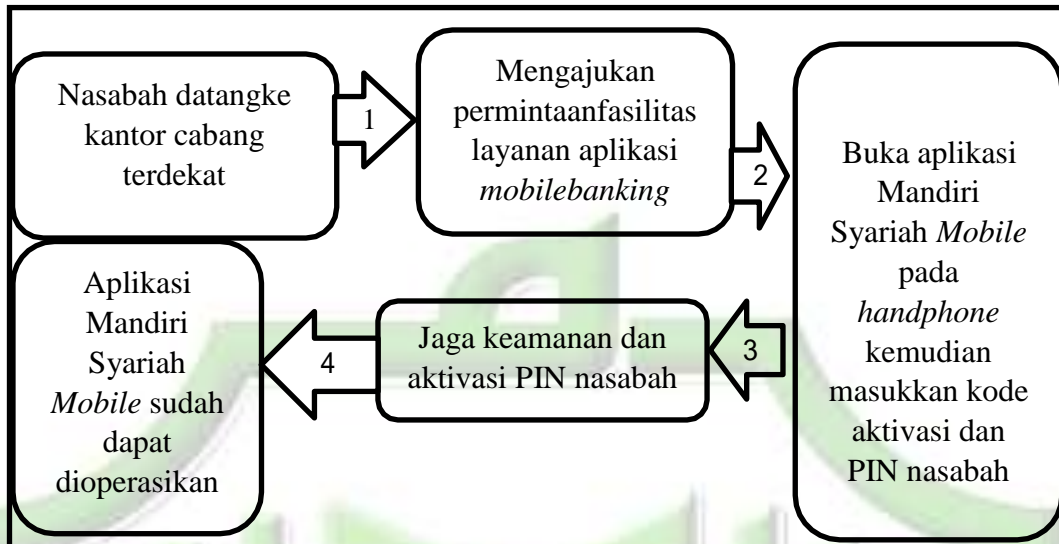 Nasabah datangke
kantor cabang
terdekat
1
Mengajukan
permintaanfasilitas
layanan aplikasi
mobilebanking
2
Buka aplikasi
Mandiri
Syariah Mobile
pada
handphone
kemudian
masukkan kode
aktivasi dan
PIN nasabah
3
Jaga keamanan dan
aktivasi PIN nasabah
4
Aplikasi
Mandiri
Syariah
Mobile sudah
dapat
dioperasikan